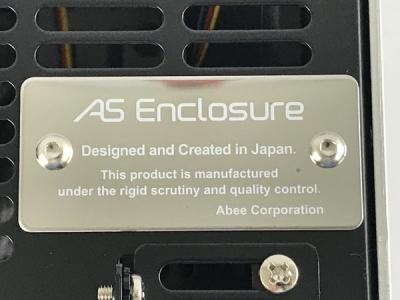 AS Enclosure
Designed and Created in Japan.
This product is manufactured
under the rigid scrutiny and quality control.
Abee Corporation